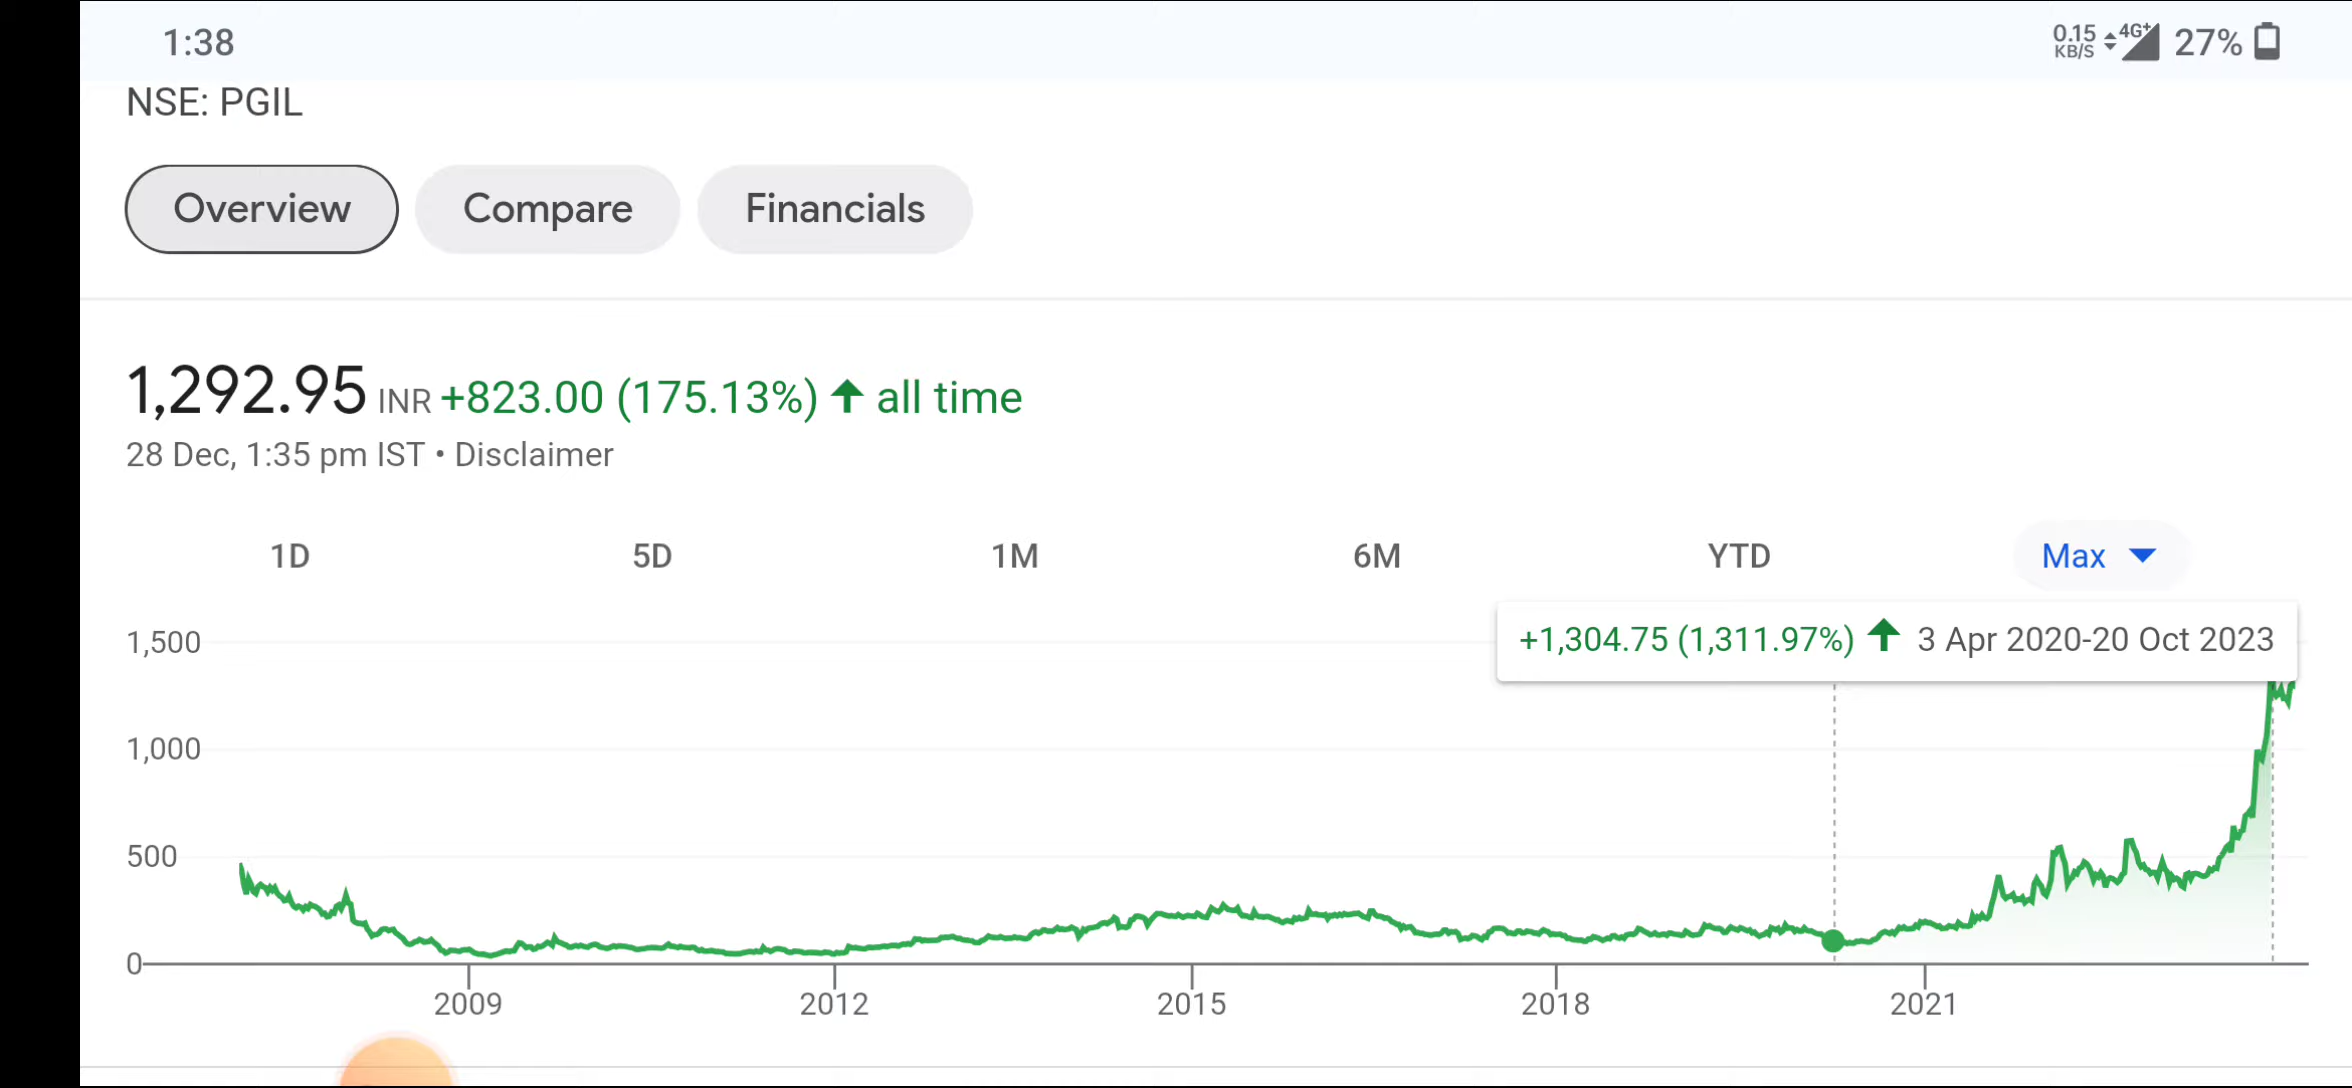 1:38
0.15 KB/S 4G+ 27%
NSE: PGIL
Overview Compare Financials
1,292.95 INR +823.00 (175.13%) ↑ all time
28 Dec, 1:35 pm IST • Disclaimer
1D 5D 1M 6M YTD Max
+1,304.75 (1,311.97%) ↑ 3 Apr 2020-20 Oct 2023
1,500
1,000
500
0
2009 2012 2015 2018 2021